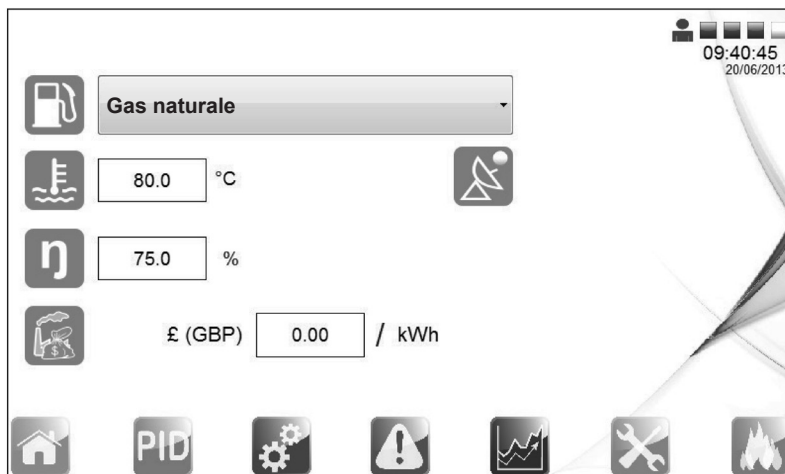 09:40:45
20/06/2013
Gas naturale
80.0 °C
η
75.0 %
$
£ (GBP) 0.00 / kWh
PID